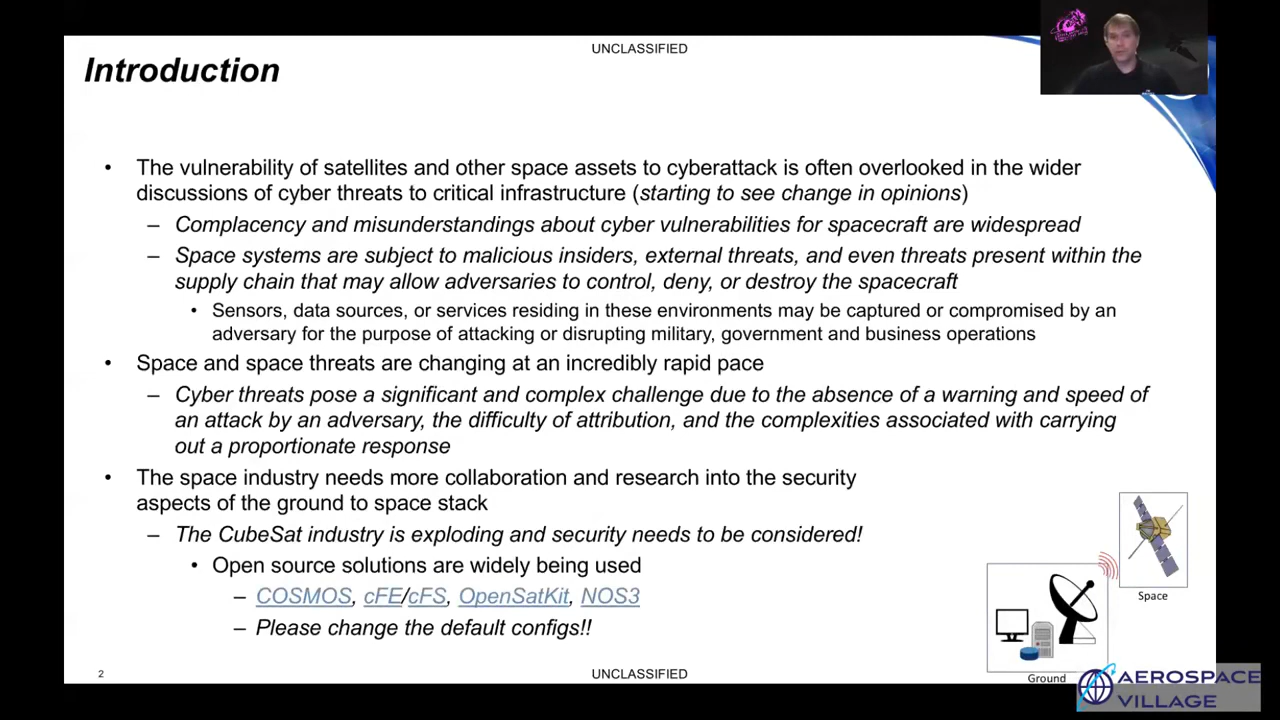 UNCLASSIFIED
Introduction
• The vulnerability of satellites and other space assets to cyberattack is often overlooked in the wider
discussions of cyber threats to critical infrastructure (starting to see change in opinions)
– Complacency and misunderstandings about cyber vulnerabilities for spacecraft are widespread
– Space systems are subject to malicious insiders, external threats, and even threats present within the
supply chain that may allow adversaries to control, deny, or destroy the spacecraft
• Sensors, data sources, or services residing in these environments may be captured or compromised by an
adversary for the purpose of attacking or disrupting military, government and business operations
• Space and space threats are changing at an incredibly rapid pace
– Cyber threats pose a significant and complex challenge due to the absence of a warning and speed of
an attack by an adversary, the difficulty of attribution, and the complexities associated with carrying
out a proportionate response
• The space industry needs more collaboration and research into the security
aspects of the ground to space stack
– The CubeSat industry is exploding and security needs to be considered!
• Open source solutions are widely being used
– COSMOS, cFE/cFS, OpenSatKit, NOS3
– Please change the default configs!!
Space
Ground
2
UNCLASSIFIED
AEROSPACE
VILLAGE